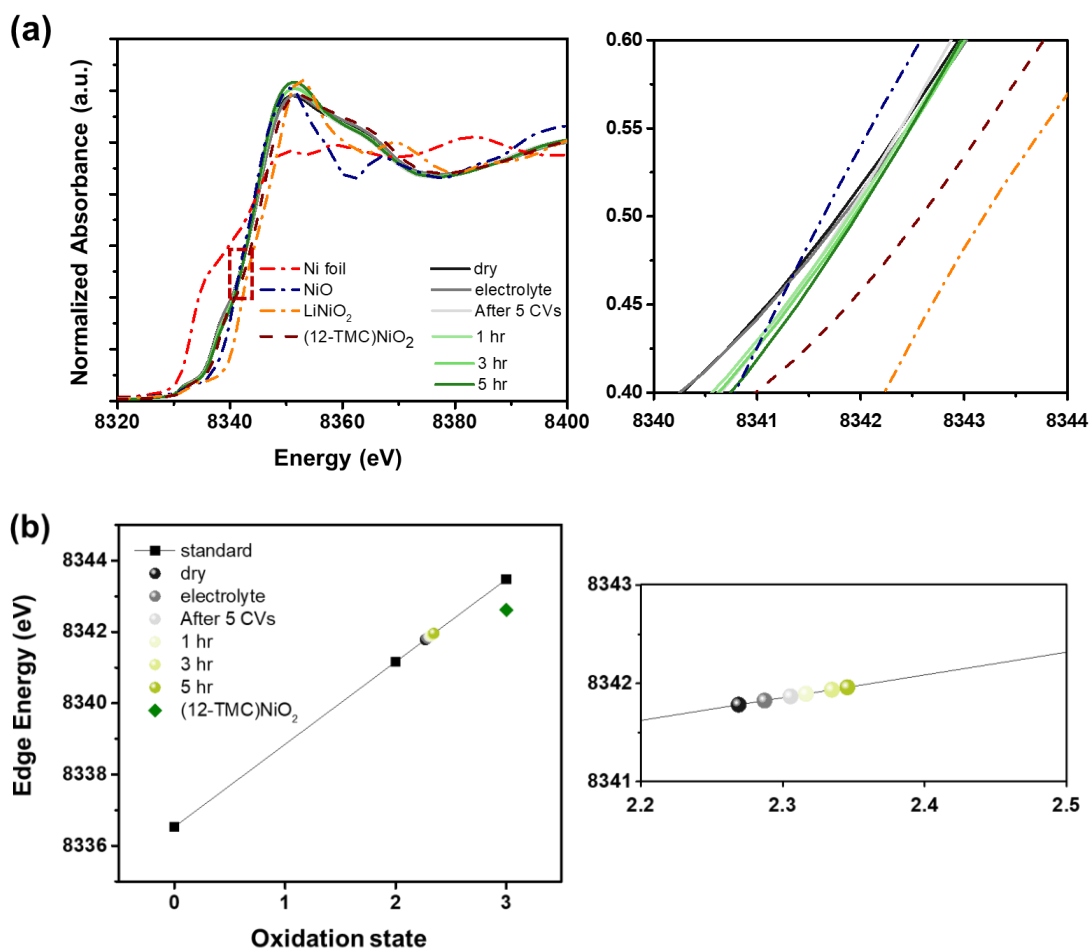 (a)
Normalized Absorbance (a.u.)
Ni foil
NiO
LiNiO₂
(12-TMC)NiO₂
dry
electrolyte
After 5 CVs
1 hr
3 hr
5 hr
8320 8340 8360 8380 8400
Energy (eV)
0.60
0.55
0.50
0.45
0.40
8340 8341 8342 8343 8344
(b)
Edge Energy (eV)
8344
8342
8340
8338
8336
standard
dry
electrolyte
After 5 CVs
1 hr
3 hr
5 hr
(12-TMC)NiO₂
0 1 2 3
Oxidation state
8343
8342
8341
2.2 2.3 2.4 2.5